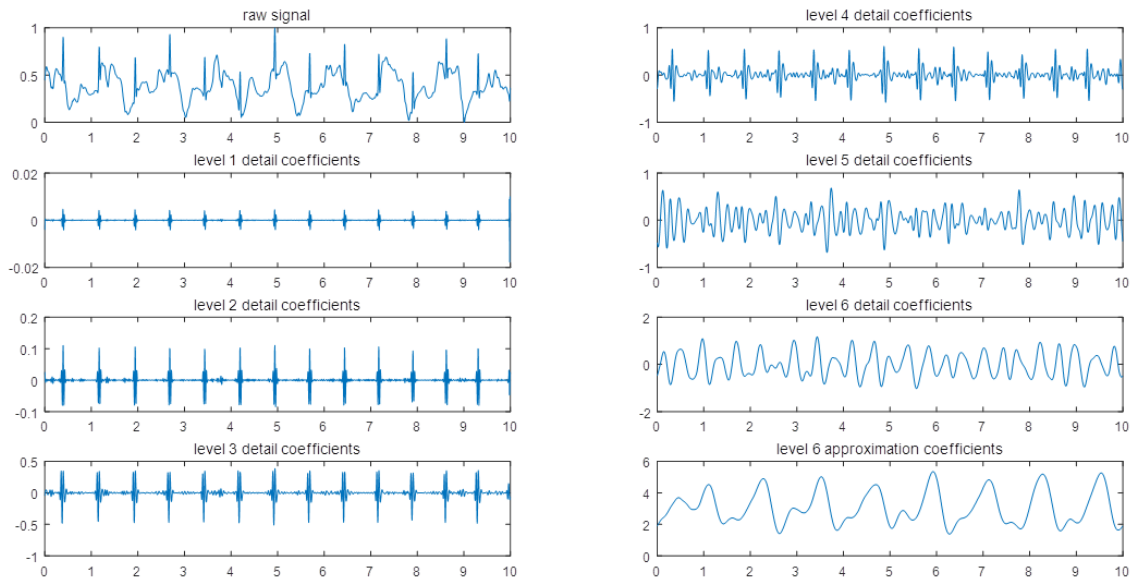 raw signal
1
0.5
0
0 1 2 3 4 5 6 7 8 9 10
level 1 detail coefficients
0.02
0
-0.02
0 1 2 3 4 5 6 7 8 9 10
level 2 detail coefficients
0.2
0.1
0
-0.1
0 1 2 3 4 5 6 7 8 9 10
level 3 detail coefficients
0.5
0
-0.5
-1
0 1 2 3 4 5 6 7 8 9 10
level 4 detail coefficients
1
0
-1
0 1 2 3 4 5 6 7 8 9 10
level 5 detail coefficients
1
0
-1
0 1 2 3 4 5 6 7 8 9 10
level 6 detail coefficients
2
0
-2
0 1 2 3 4 5 6 7 8 9 10
level 6 approximation coefficients
6
4
2
0
0 1 2 3 4 5 6 7 8 9 10